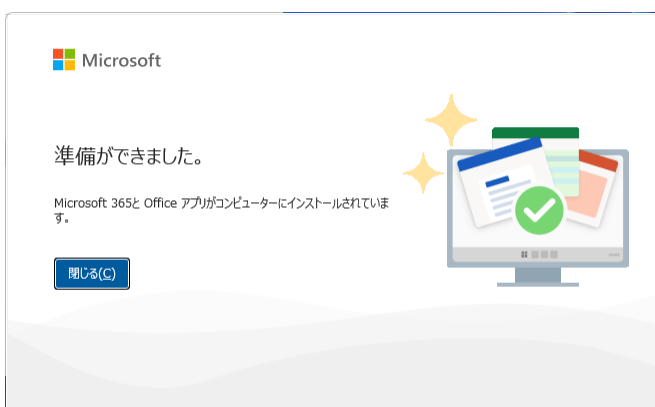 Microsoft
準備ができました。
Microsoft 365と Office アプリがコンピューターにインストールされていま
す。
閉じる(C)